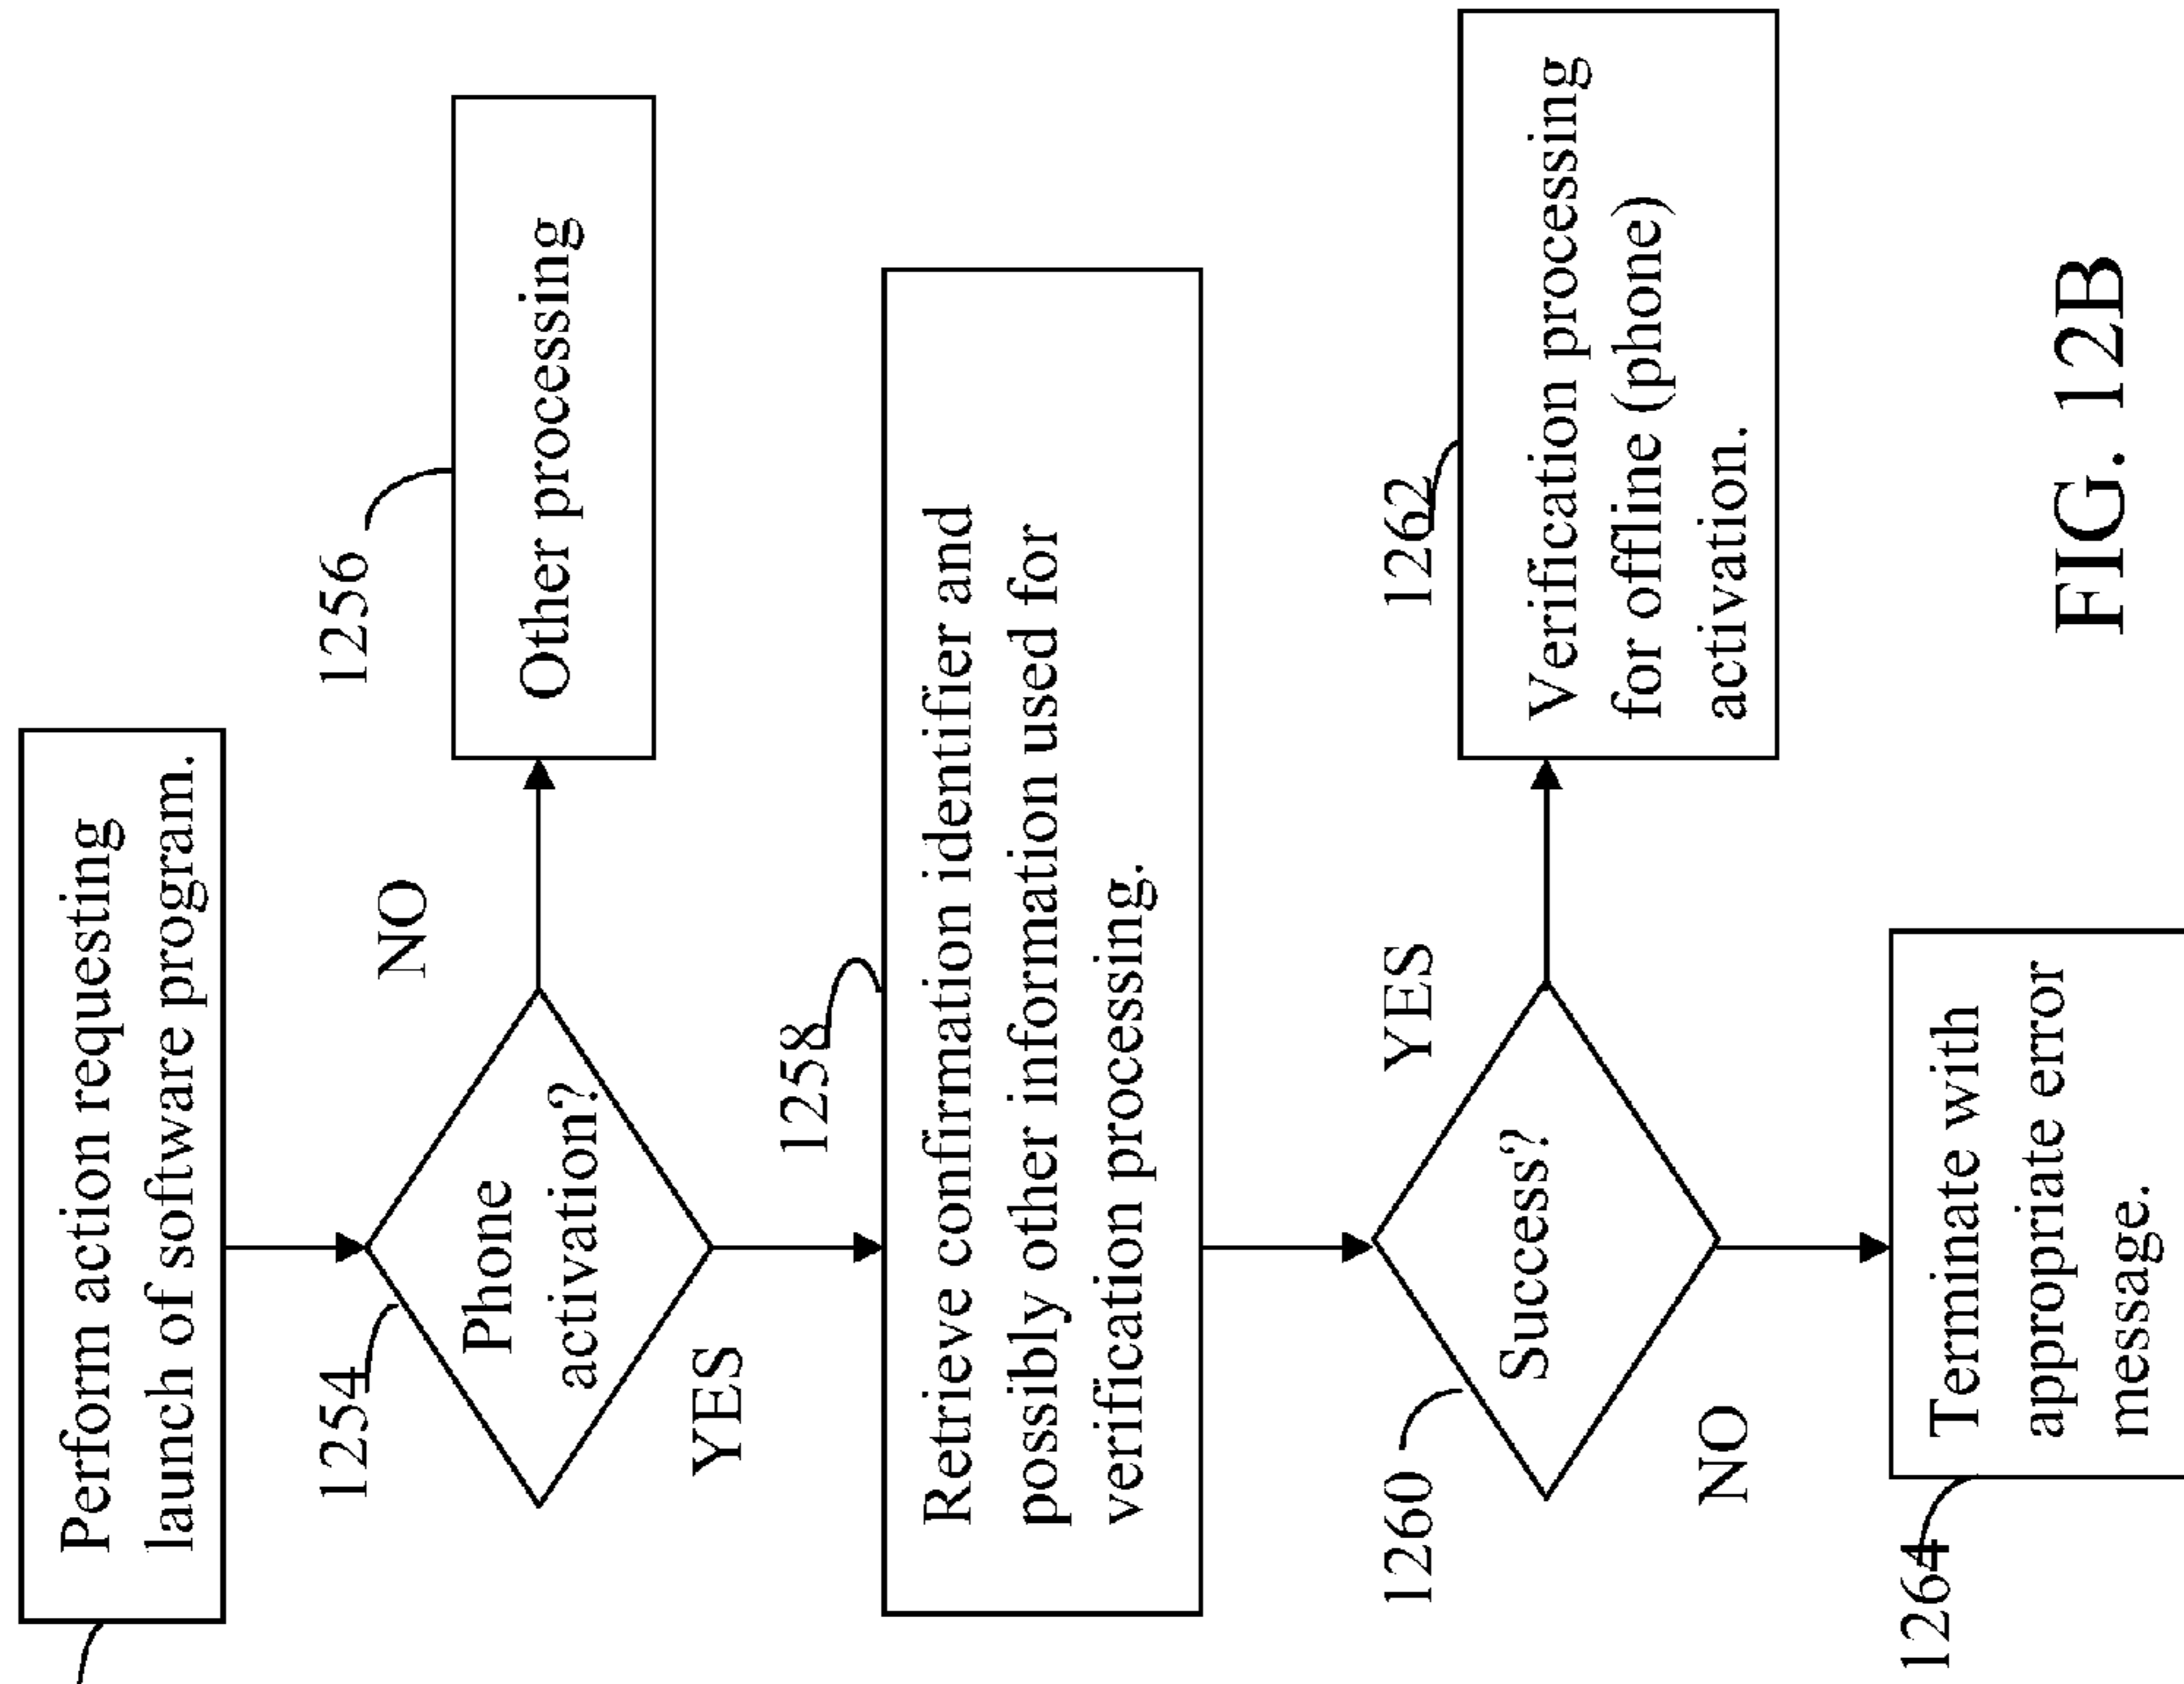 Perform action requesting
launch of software program.
1254
Phone
activation?
NO
1256
Other processing
YES
1258
Retrieve confirmation identifier and
possibly other information used for
verification processing.
1260
Success?
YES
1262
Verification processing
for offline (phone)
activation.
NO
1264
Terminate with
appropriate error
message.
FIG. 12B